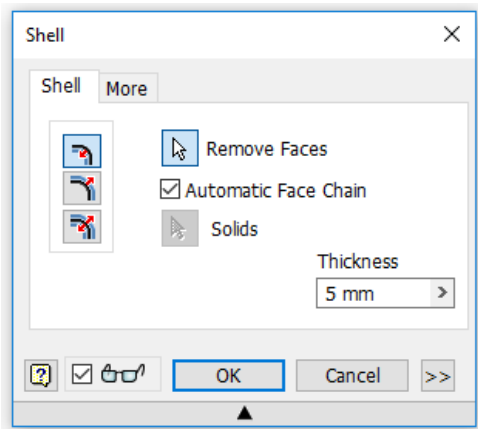 Shell
Shell More
Remove Faces
Automatic Face Chain
Solids
Thickness
5 mm >
? OK Cancel >>